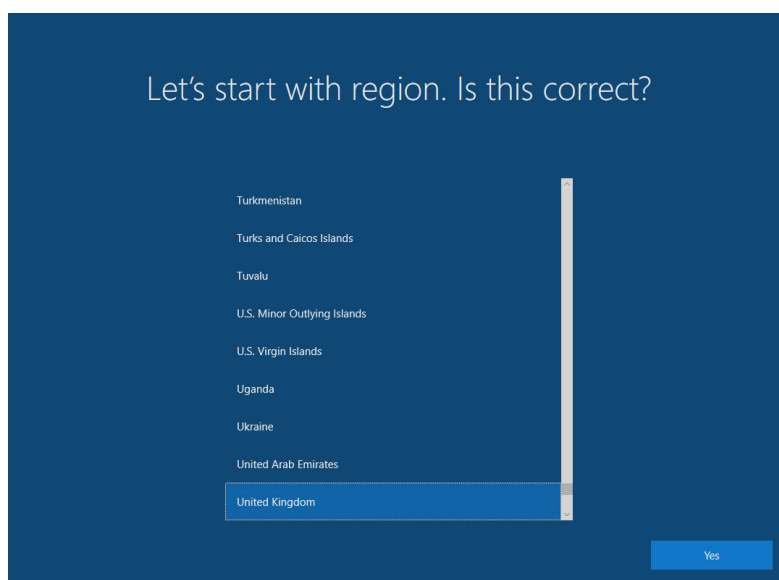 Let's start with region. Is this correct?
Turkmenistan
Turks and Caicos Islands
Tuvalu
U.S. Minor Outlying Islands
U.S. Virgin Islands
Uganda
Ukraine
United Arab Emirates
United Kingdom
Yes